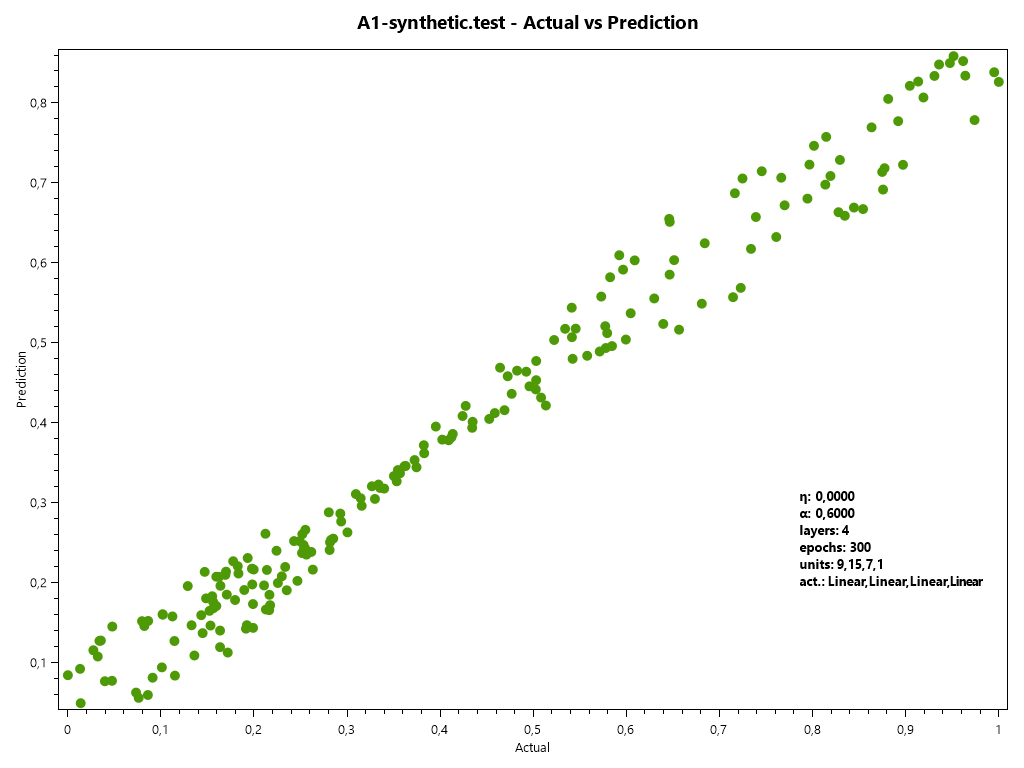 A1-synthetic.test - Actual vs Prediction
0,8
0,7
0,6
0,5
0,4
0,3
0,2
0,1
Prediction
η: 0,0000
α: 0,6000
layers: 4
epochs: 300
units: 9,15,7,1
act.: Linear,Linear,Linear,Linear
0 0,1 0,2 0,3 0,4 0,5 0,6 0,7 0,8 0,9 1
Actual